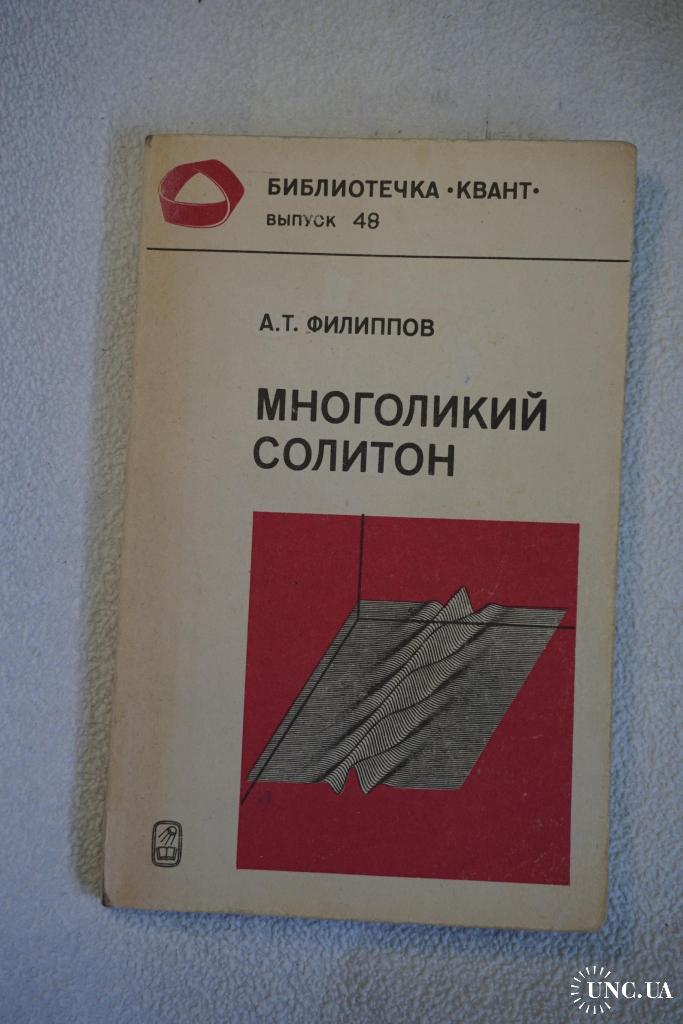 БИБЛИОТЕЧКА •КВАНТ•
ВЫПУСК 48
А.Т. ФИЛИППОВ
МНОГОЛИКИЙ
СОЛИТОН
UNC.UA